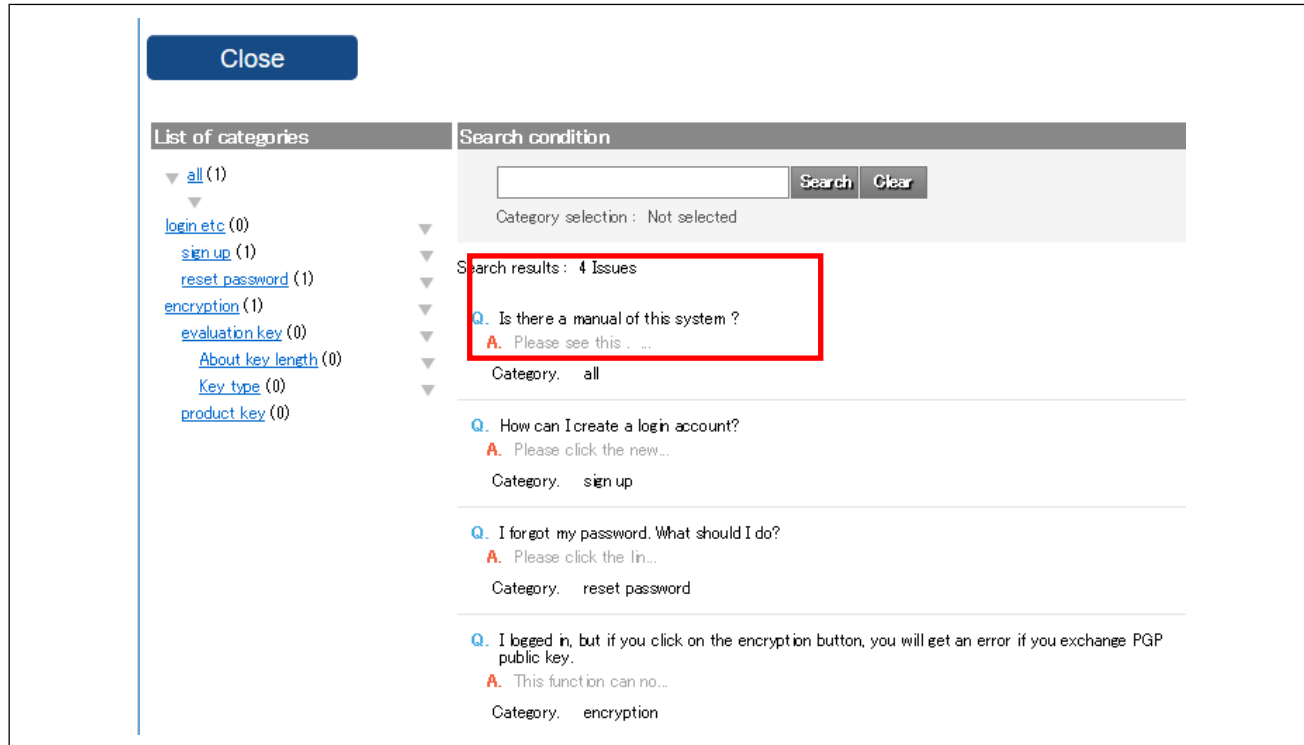 Close
List of categories
all (1)
login etc (0)
sign up (1)
reset password (1)
encryption (1)
evaluation key (0)
About key length (0)
Key type (0)
product key (0)
Search condition
Search Clear
Category selection : Not selected
Search results : 4 Issues
Q. Is there a manual of this system ?
A. Please see this . ...
Category. all
Q. How can I create a login account?
A. Please click the new...
Category. sign up
Q. I forgot my password. What should I do?
A. Please click the lin...
Category. reset password
Q. I logged in, but if you click on the encryption button, you will get an error if you exchange PGP
public key.
A. This function can no...
Category. encryption